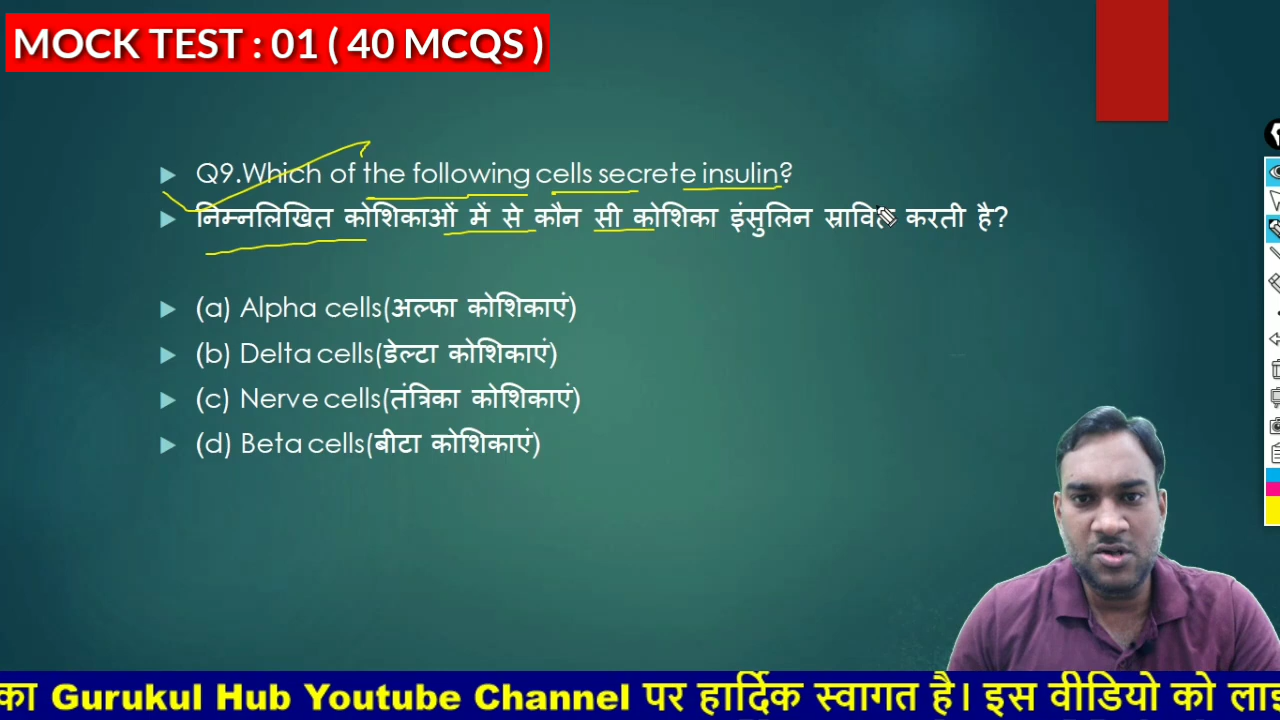 MOCK TEST : 01 ( 40 MCQS )
Q9.Which of the following cells secrete insulin?
निम्नलिखित कोशिकाओं में से कौन सी कोशिका इंसुलिन स्रावित करती है?
(a) Alpha cells(अल्फा कोशिकाएं)
(b) Delta cells(डेल्टा कोशिकाएं)
(c) Nerve cells(तंत्रिका कोशिकाएं)
(d) Beta cells(बीटा कोशिकाएं)
का Gurukul Hub Youtube Channel पर हार्दिक स्वागत है। इस वीडियो को